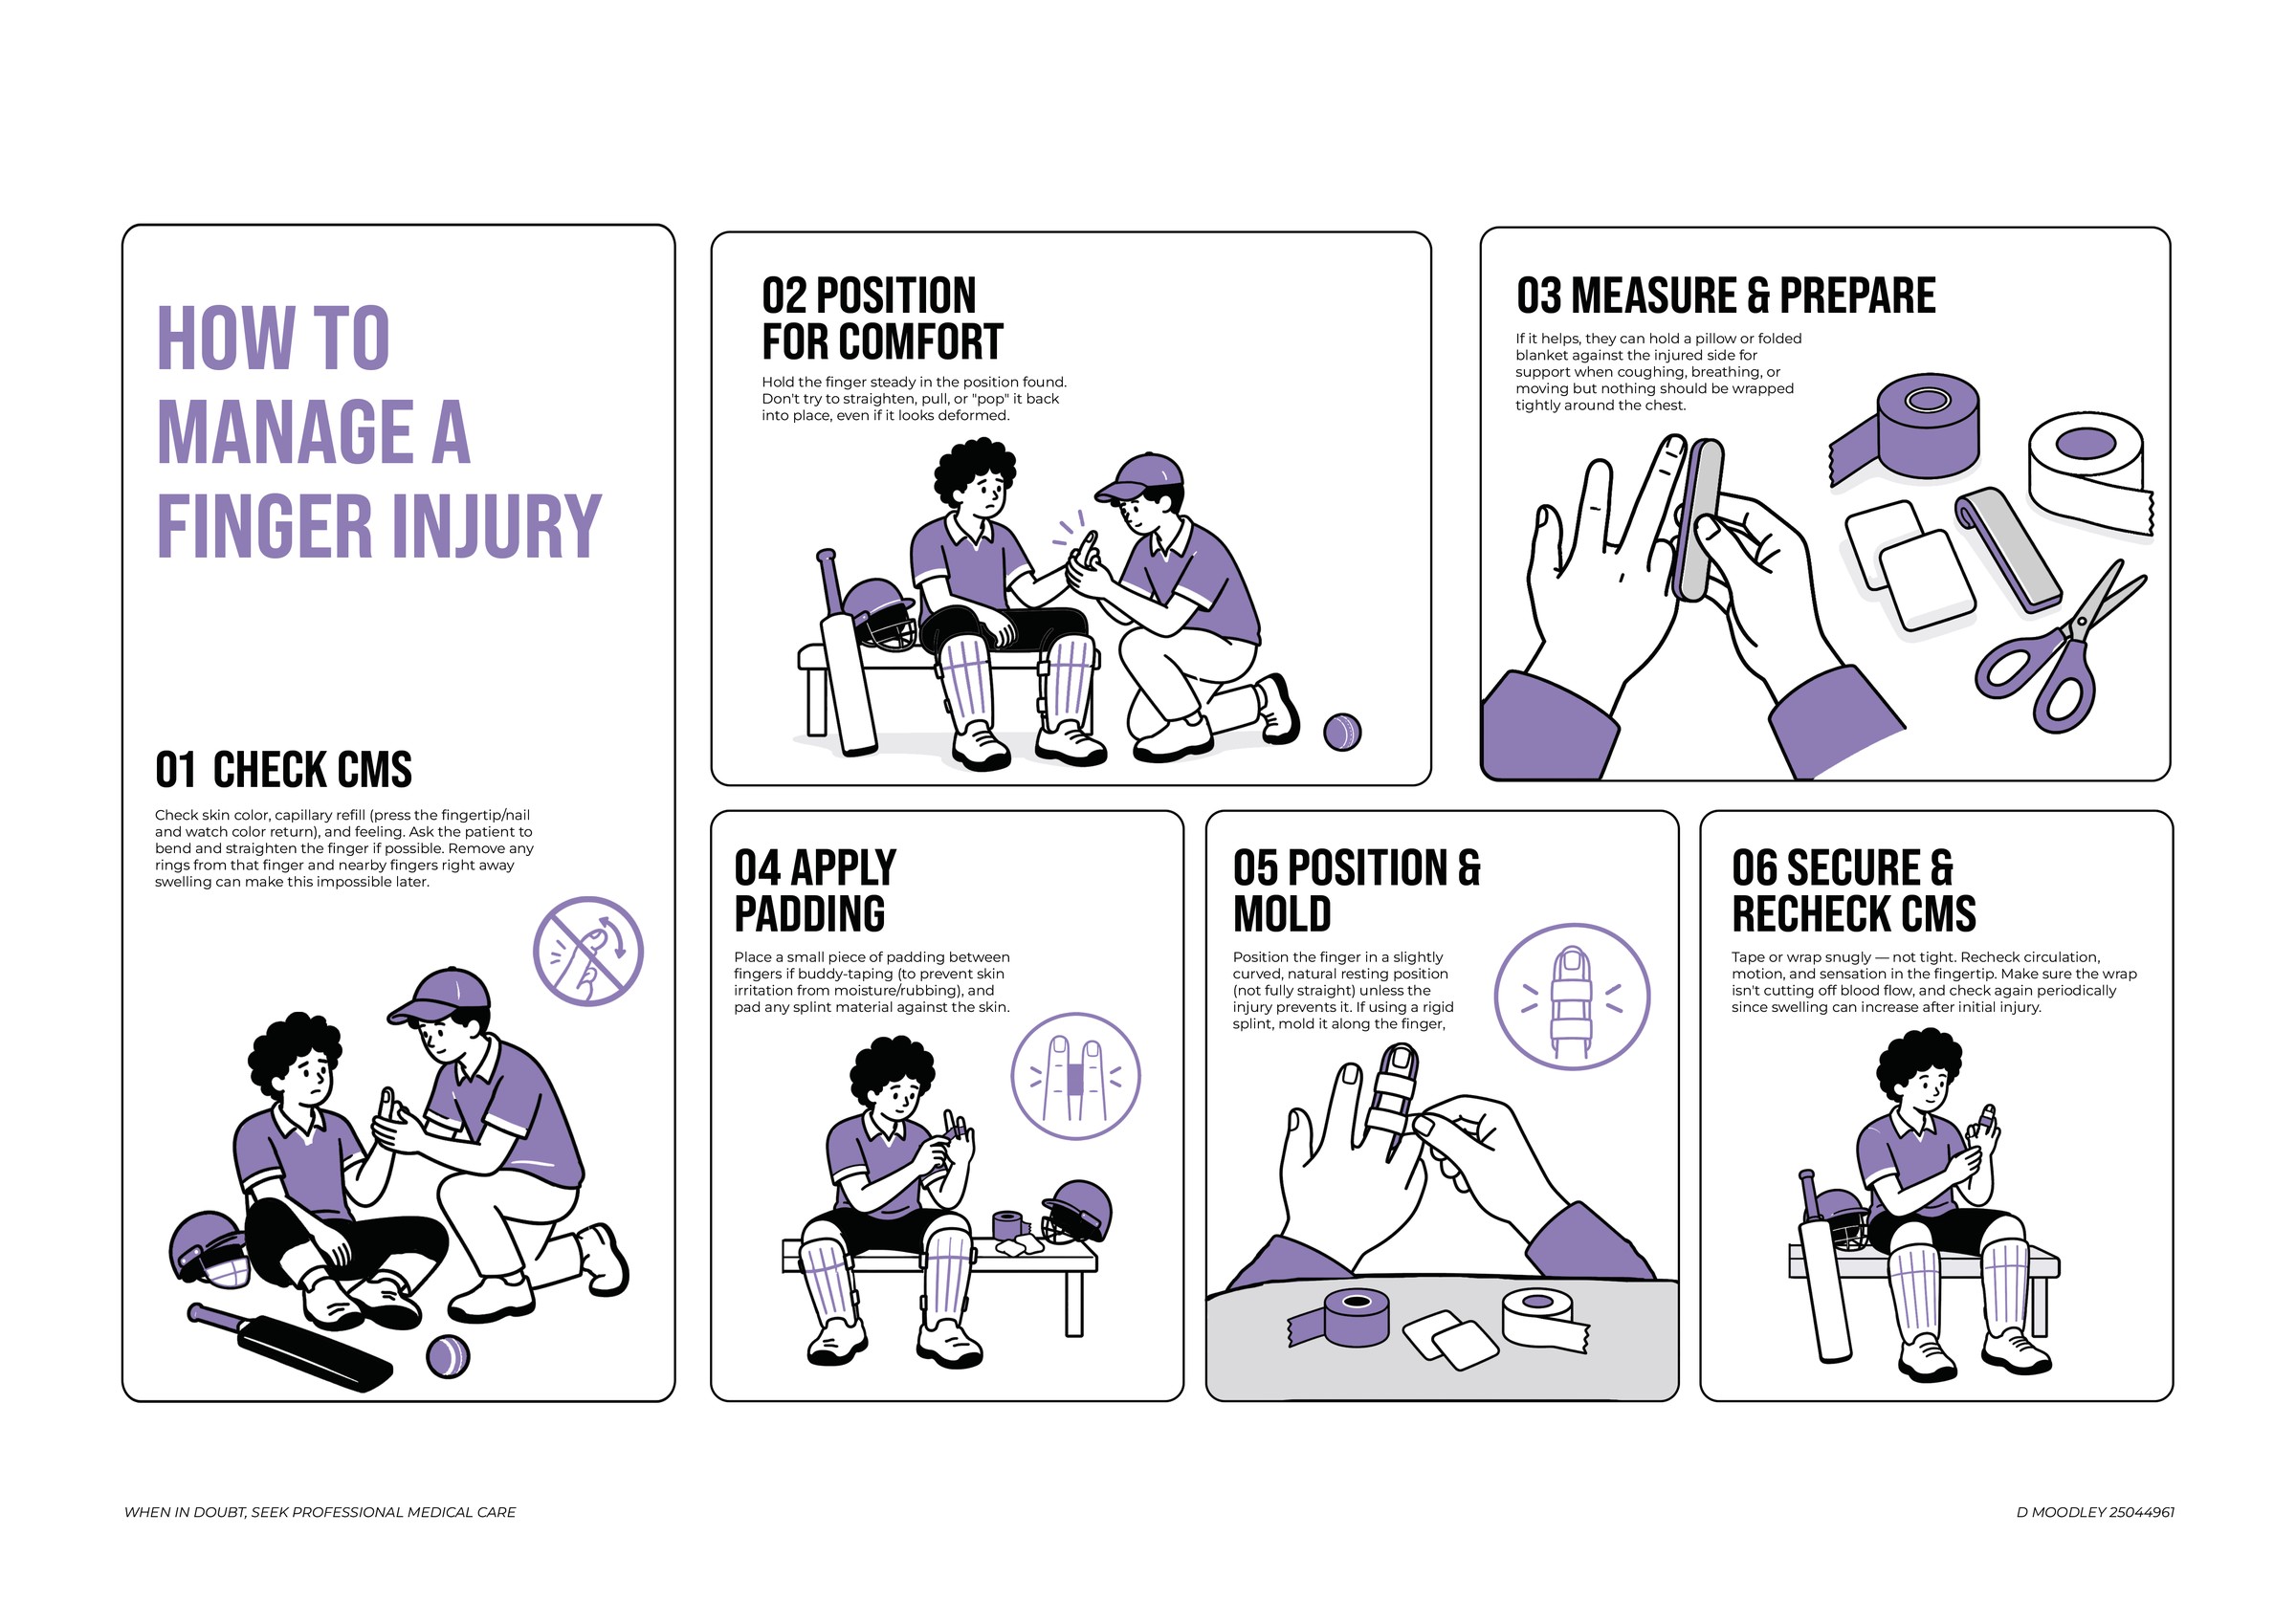 HOW TO
MANAGE A
FINGER INJURY
01 CHECK CMS
Check skin color, capillary refill (press the fingertip/nail
and watch color return), and feeling. Ask the patient to
bend and straighten the finger if possible. Remove any
rings from that finger and nearby fingers right away
swelling can make this impossible later.
02 POSITION
FOR COMFORT
Hold the finger steady in the position found.
Don't try to straighten, pull, or "pop" it back
into place, even if it looks deformed.
03 MEASURE & PREPARE
If it helps, they can hold a pillow or folded
blanket against the injured side for
support when coughing, breathing, or
moving but nothing should be wrapped
tightly around the chest.
04 APPLY
PADDING
Place a small piece of padding between
fingers if buddy-taping (to prevent skin
irritation from moisture/rubbing), and
pad any splint material against the skin.
05 POSITION &
MOLD
Position the finger in a slightly
curved, natural resting position
(not fully straight) unless the
injury prevents it. If using a rigid
splint, mold it along the finger,
06 SECURE &
RECHECK CMS
Tape or wrap snugly — not tight. Recheck circulation,
motion, and sensation in the fingertip. Make sure the wrap
isn't cutting off blood flow, and check again periodically
since swelling can increase after initial injury.
WHEN IN DOUBT, SEEK PROFESSIONAL MEDICAL CARE
D MOODLEY 25044961